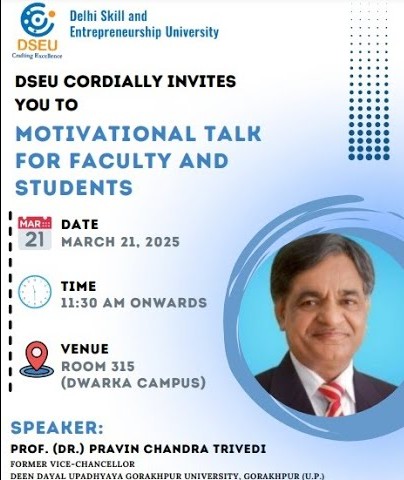 DSEU
Crafting Excellence
Delhi Skill and
Entrepreneurship University
DSEU CORDIALLY INVITES
YOU TO
MOTIVATIONAL TALK
FOR FACULTY AND
STUDENTS
MAR
21
DATE
MARCH 21, 2025
TIME
11:30 AM ONWARDS
VENUE
ROOM 315
(DWARKA CAMPUS)
SPEAKER:
PROF. (DR.) PRAVIN CHANDRA TRIVEDI
FORMER VICE-CHANCELLOR
DEEN DAYAL UPADHYAYA GORAKHPUR UNIVERSITY, GORAKHPUR (U.P.)